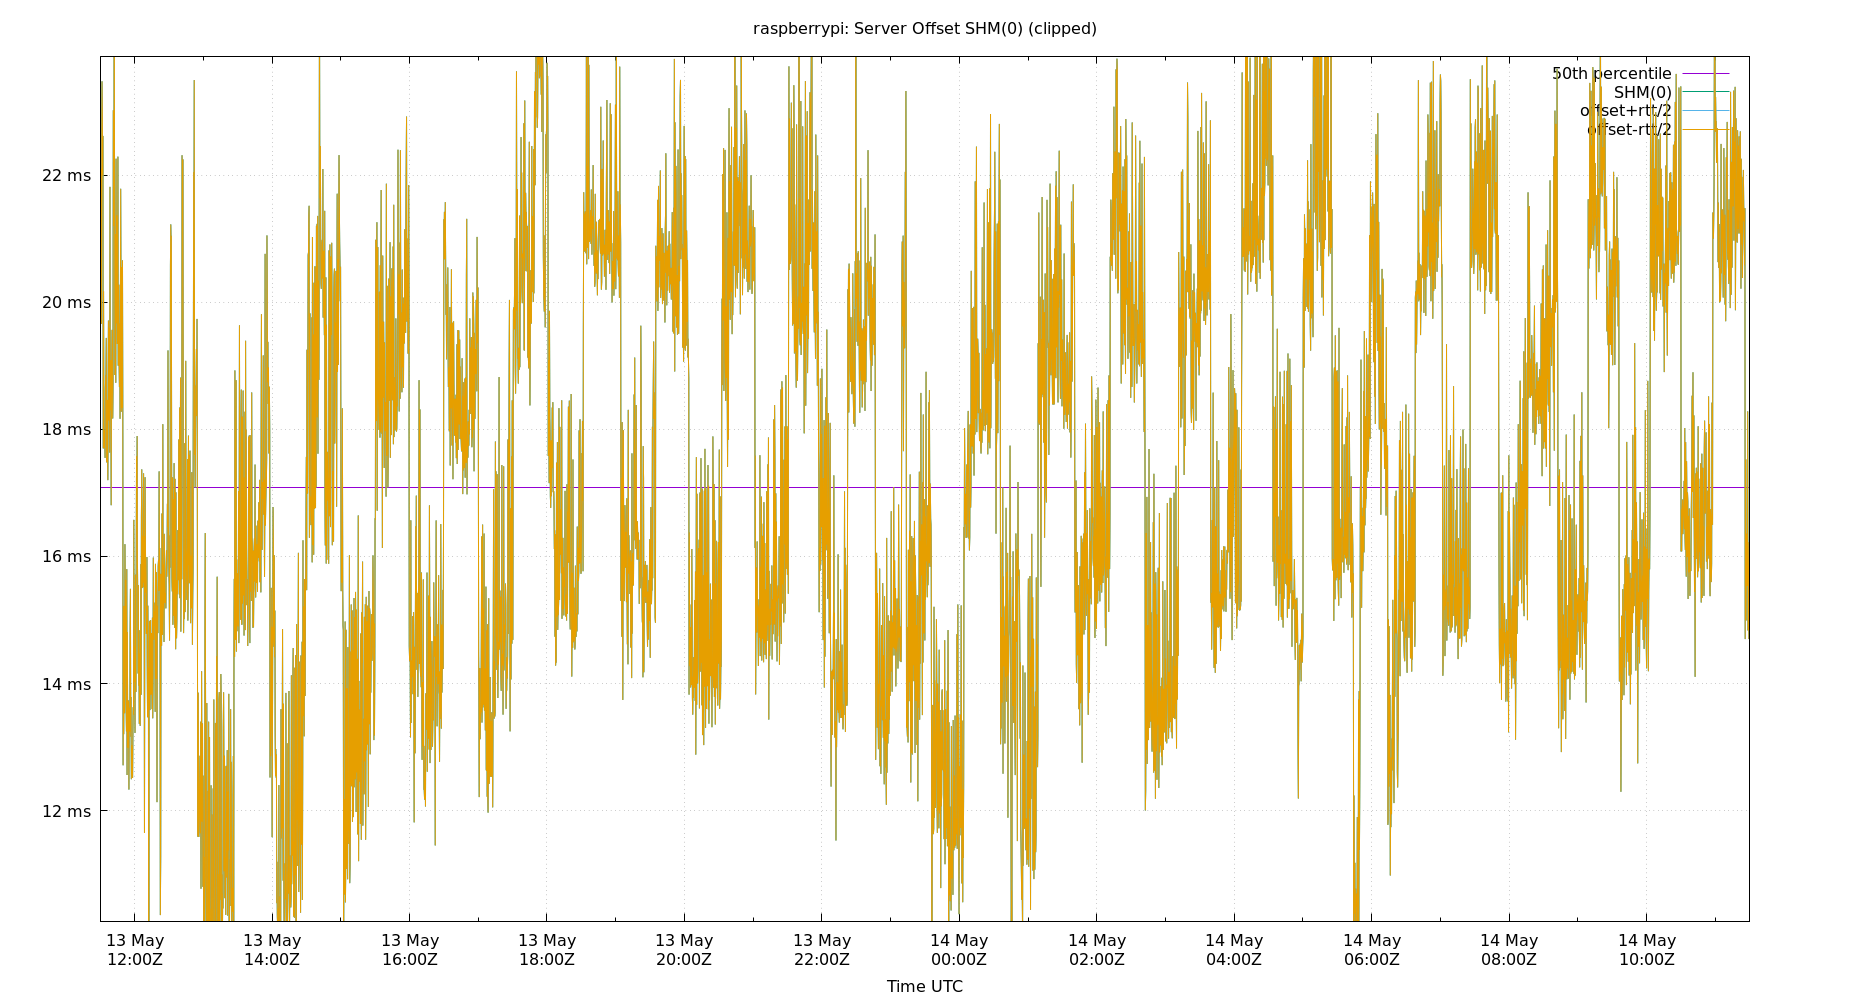 raspberrypi: Server Offset SHM(0) (clipped)
50th percentile
SHM(0)
offset+rtt/2
offset-rtt/2
22 ms
20 ms
18 ms
16 ms
14 ms
12 ms
13 May 13 May 13 May 13 May 13 May 13 May 14 May 14 May 14 May 14 May 14 May 14 May
12:00Z 14:00Z 16:00Z 18:00Z 20:00Z 22:00Z 00:00Z 02:00Z 04:00Z 06:00Z 08:00Z 10:00Z
Time UTC